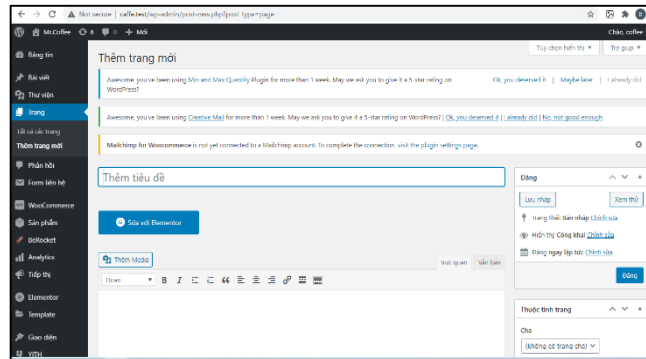 Not secure | caffe.test/wp-admin/post-new.php?post_type=page
Mr.Coffee 6 0 + Mới Chào, coffee
Tùy chọn hiển thị ▼ Trợ giúp ▼
Bảng tin
Thêm trang mới
Bài viết
Thư viện
Trang
Tất cả các trang
Thêm trang mới
Phản hồi
Form liên hệ
WooCommerce
Sản phẩm
BeRocket
Analytics
Tiếp thị
Elementor
Template
Giao diện
YITH
Awesome, you've been using Min and Max Quantity Plugin for more than 1 week. May we ask you to give it a 5-star rating on WordPress?
Ok, you deserved it | Maybe later | I already did
Awesome, you've been using Creative Mail for more than 1 week. May we ask you to give it a 5-star rating on WordPress? | Ok, you deserved it | I already did | No, not good enough
Mailchimp for Woocommerce is not yet connected to a Mailchimp account. To complete the connection, visit the plugin settings page.
Thêm tiêu đề
Sửa với Elementor
Thêm Media
Trực quan Văn bản
Đoạn
Đăng
Lưu nháp Xem thử
Trạng thái: Bản nháp Chỉnh sửa
Hiển thị: Công khai Chỉnh sửa
Đăng ngay lập tức Chỉnh sửa
Đăng
Thuộc tính trang
Cha
(không có trang cha)